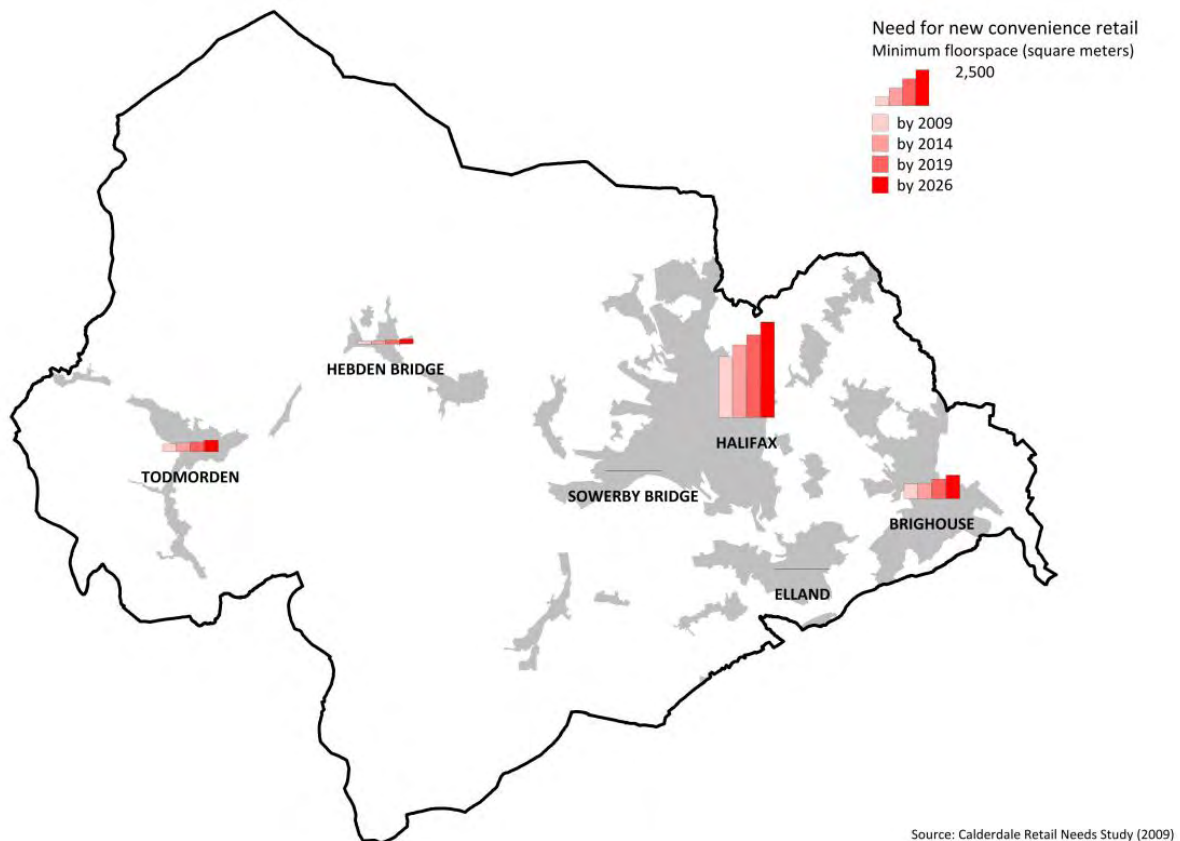 Need for new convenience retail
Minimum floorspace (square meters)
2,500
by 2009
by 2014
by 2019
by 2026
HEBDEN BRIDGE
HALIFAX
TODMORDEN
SOWERBY BRIDGE
BRIGHOUSE
ELLAND
Source: Calderdale Retail Needs Study (2009)